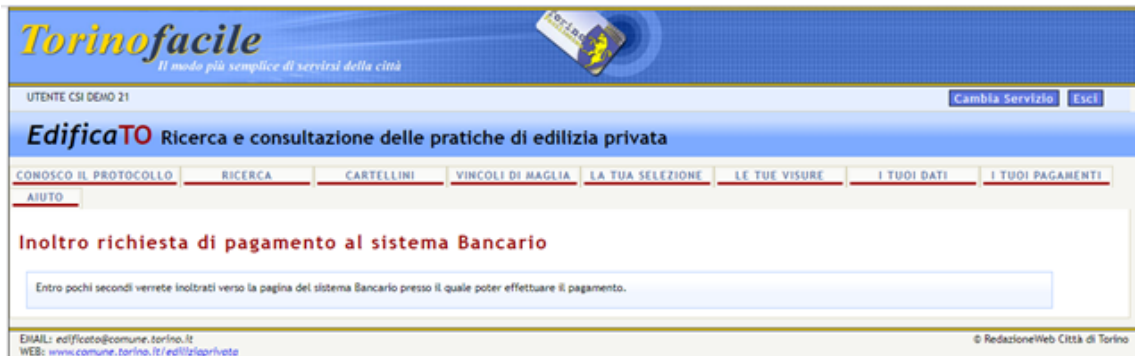 Torinofacile
Il modo più semplice di servirsi della città
Torino
UTENTE CSI DEMO 21
Cambia Servizio Esci
EdificaTO Ricerca e consultazione delle pratiche di edilizia privata
CONOSCO IL PROTOCOLLO RICERCA CARTELLINI VINCOLI DI MAGLIA LA TUA SELEZIONE LE TUE VISURE I TUOI DATI I TUOI PAGAMENTI
AIUTO
Inoltro richiesta di pagamento al sistema Bancario
Entro pochi secondi verrete inoltrati verso la pagina del sistema Bancario presso il quale poter effettuare il pagamento.
EMAIL: edificato@comune.torino.it © RedazioneWeb Città di Torino
WEB: www.comune.torino.it/ediliziaprivata